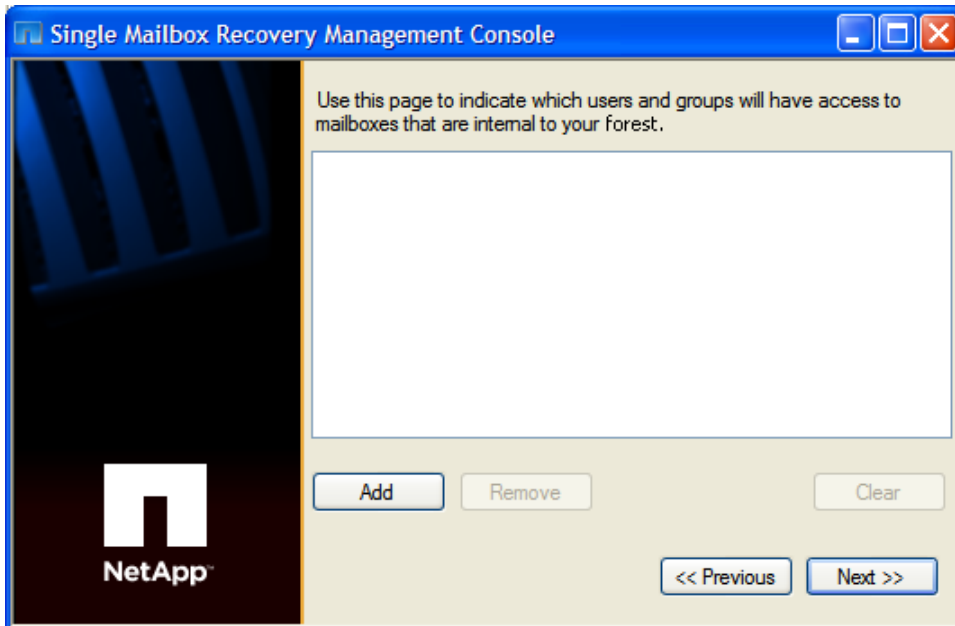 Single Mailbox Recovery Management Console
Use this page to indicate which users and groups will have access to
mailboxes that are internal to your forest.
Add
Remove
Clear
NetApp™
<< Previous
Next >>